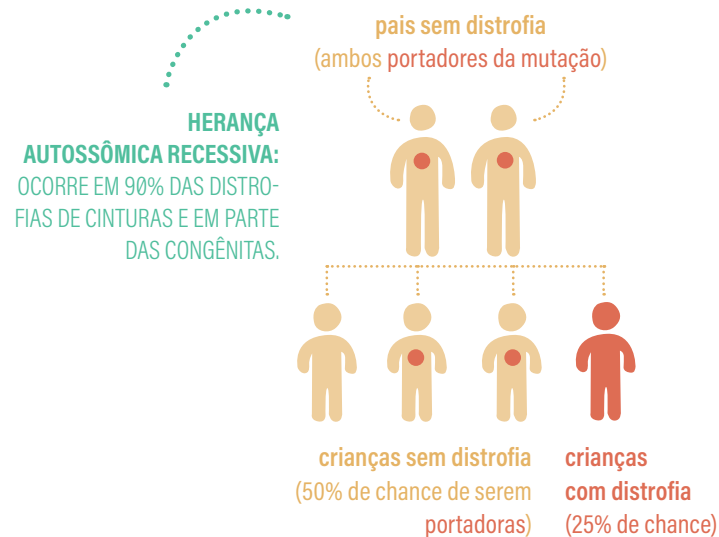 pais sem distrofia
(ambos portadores da mutação)
HERANÇA
AUTOSSÔMICA RECESSIVA:
OCORRE EM 90% DAS DISTRO-
FIAS DE CINTURAS E EM PARTE
DAS CONGÊNITAS.
crianças sem distrofia
(50% de chance de serem
portadoras)
crianças
com distrofia
(25% de chance)